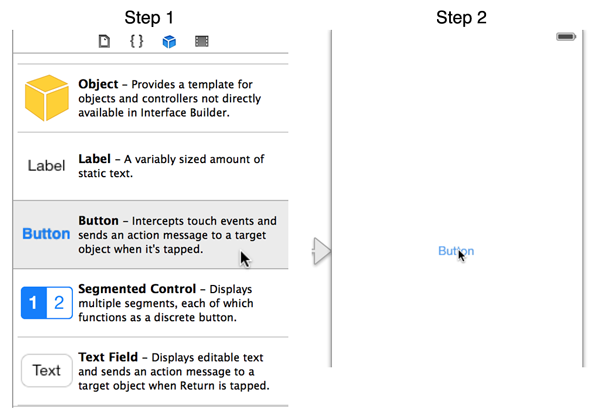 Step 1
Step 2
{ }
Object – Provides a template for
objects and controllers not directly
available in Interface Builder.
Label
Label – A variably sized amount of
static text.
Button
Button – Intercepts touch events and
sends an action message to a target
object when it's tapped.
1 2
Segmented Control – Displays
multiple segments, each of which
functions as a discrete button.
Text
Text Field – Displays editable text
and sends an action message to a
target object when Return is tapped.
Button